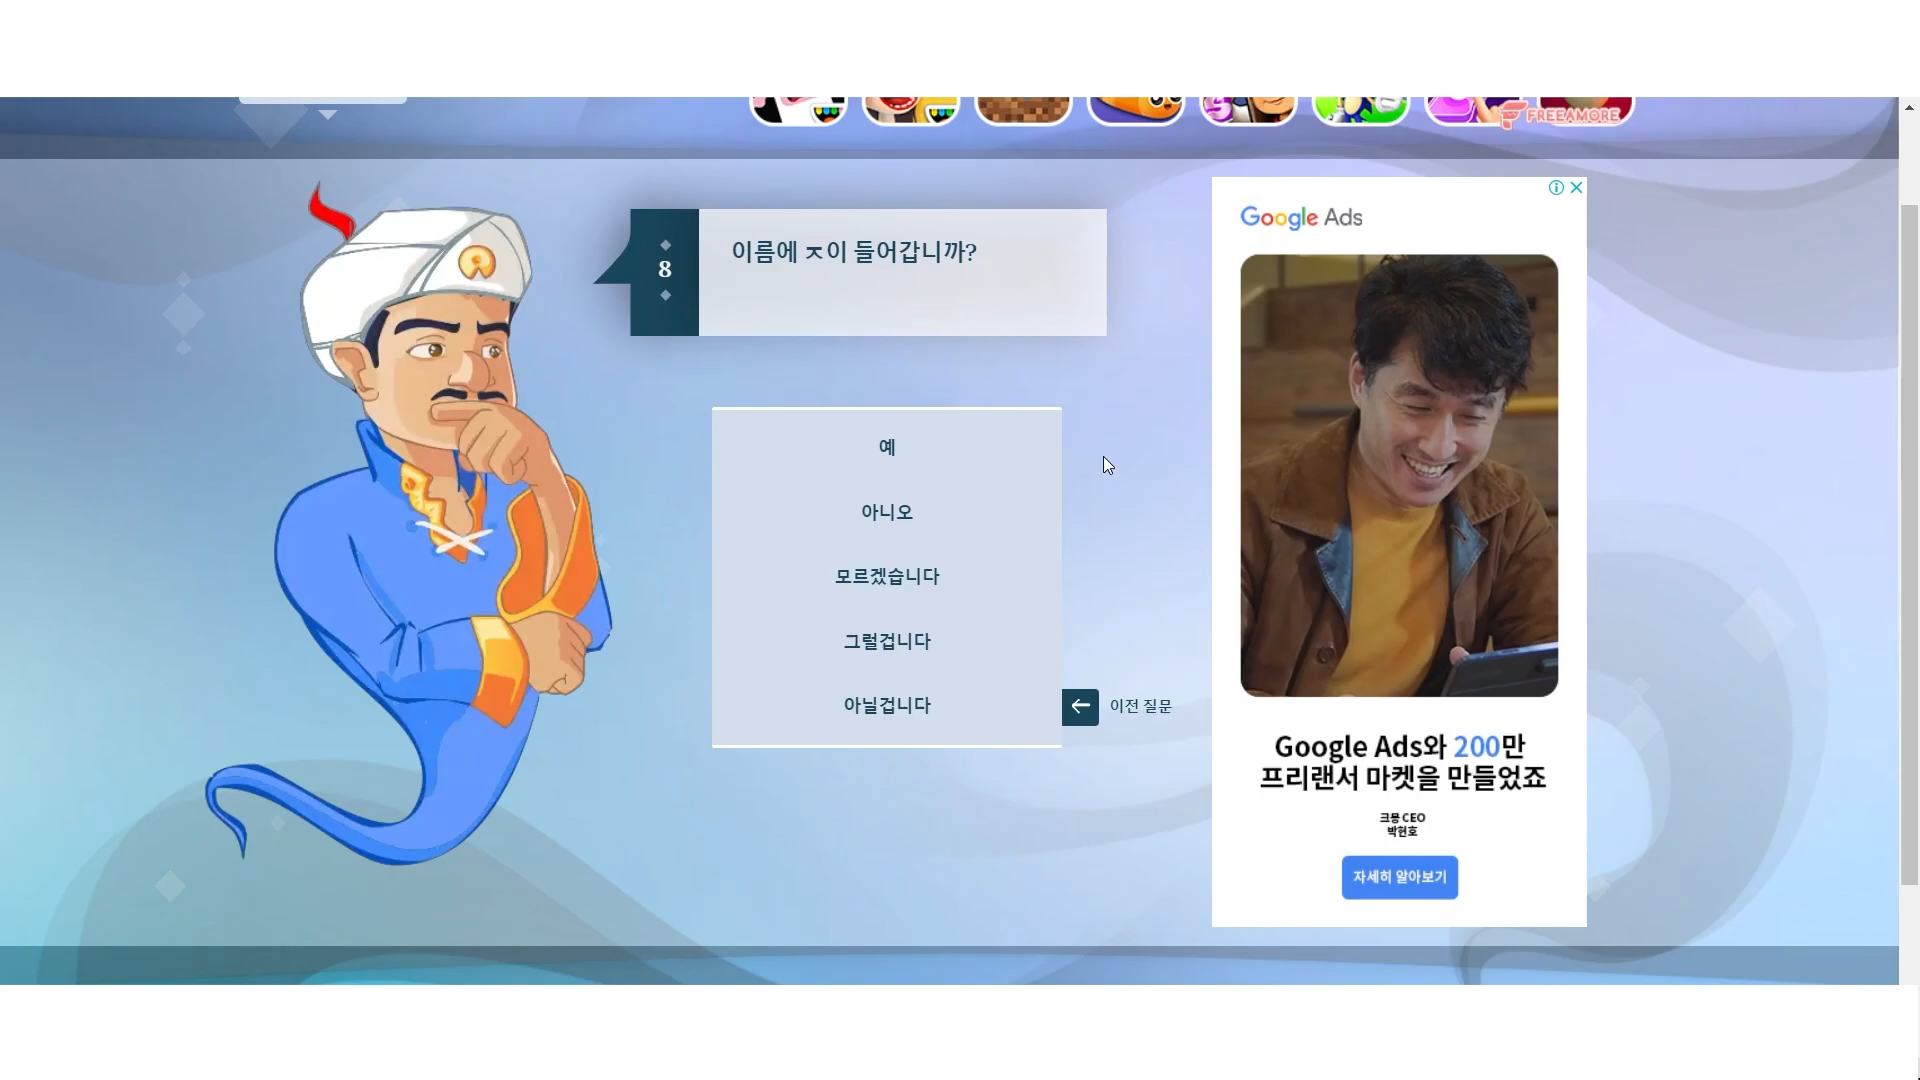 FREEAMORE
8
이름에 ㅈ이 들어갑니까?
예
아니오
모르겠습니다
그럴겁니다
아닐겁니다
이전 질문
Google Ads
Google Ads와 200만
프리랜서 마켓을 만들었죠
크몽 CEO
박현호
자세히 알아보기